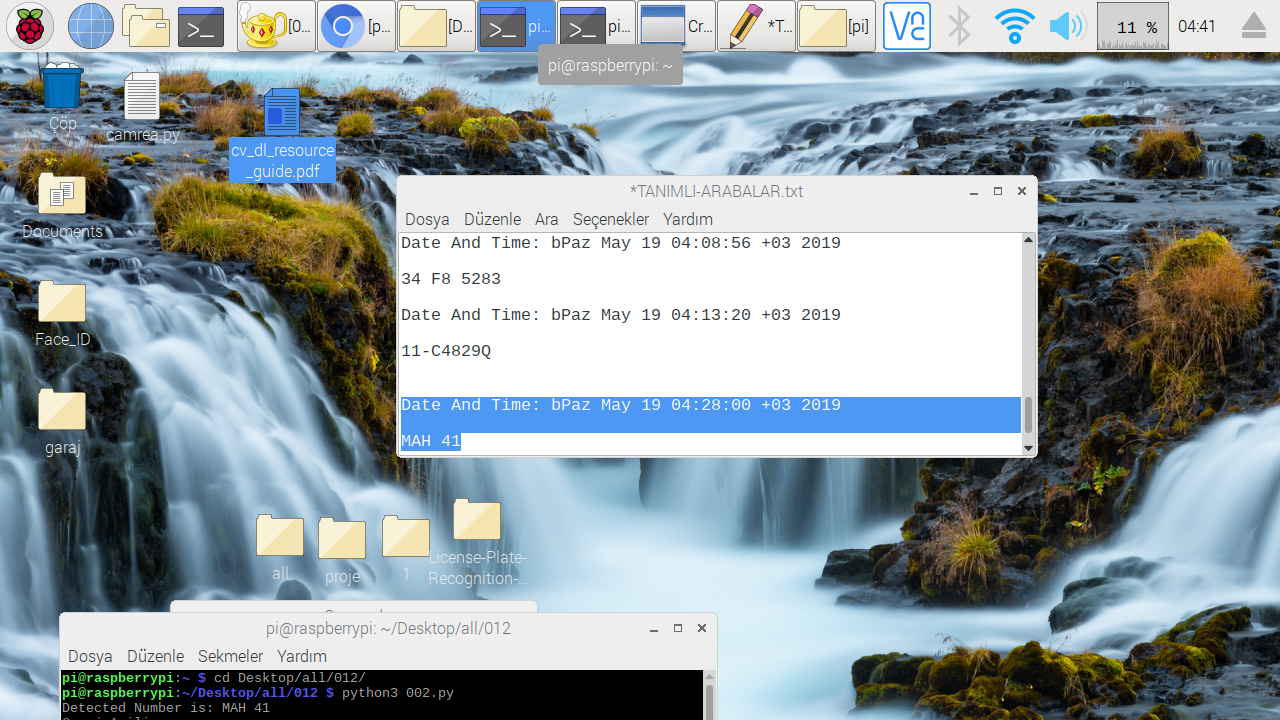 [0...
[p...
[D...
pi...
pi...
Cr...
*T...
[pi]
11 %
04:41
pi@raspberrypi: ~
Çöp
camrea.py
cv_dl_resource
_guide.pdf
Documents
Face_ID
garaj
*TANIMLI-ARABALAR.txt
Dosya Düzenle Ara Seçenekler Yardım
Date And Time: bPaz May 19 04:08:56 +03 2019
34 F8 5283
Date And Time: bPaz May 19 04:13:20 +03 2019
11-C4829Q
Date And Time: bPaz May 19 04:28:00 +03 2019
MAH 41
all
proje
1
License-Plate-
Recognition-...
pi@raspberrypi: ~/Desktop/all/012
Dosya Düzenle Sekmeler Yardım
pi@raspberrypi:~ $ cd Desktop/all/012/
pi@raspberrypi:~/Desktop/all/012 $ python3 002.py
Detected Number is: MAH 41